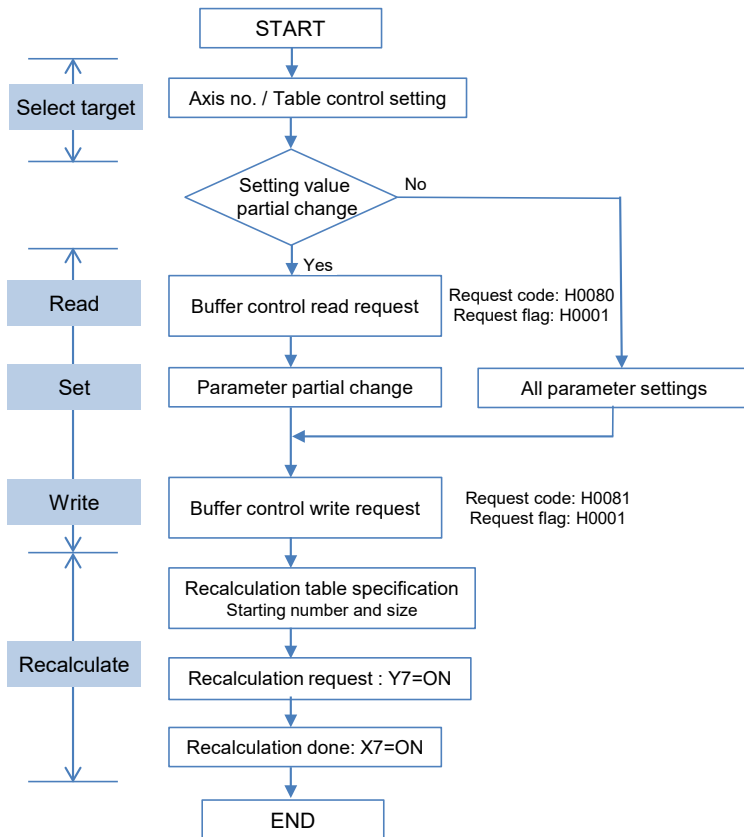 START
Select target
Axis no. / Table control setting
Setting value
partial change
No
Yes
Read
Buffer control read request
Request code: H0080
Request flag: H0001
Set
Parameter partial change
All parameter settings
Write
Buffer control write request
Request code: H0081
Request flag: H0001
Recalculation table specification
Starting number and size
Recalculate
Recalculation request : Y7=ON
Recalculation done: X7=ON
END